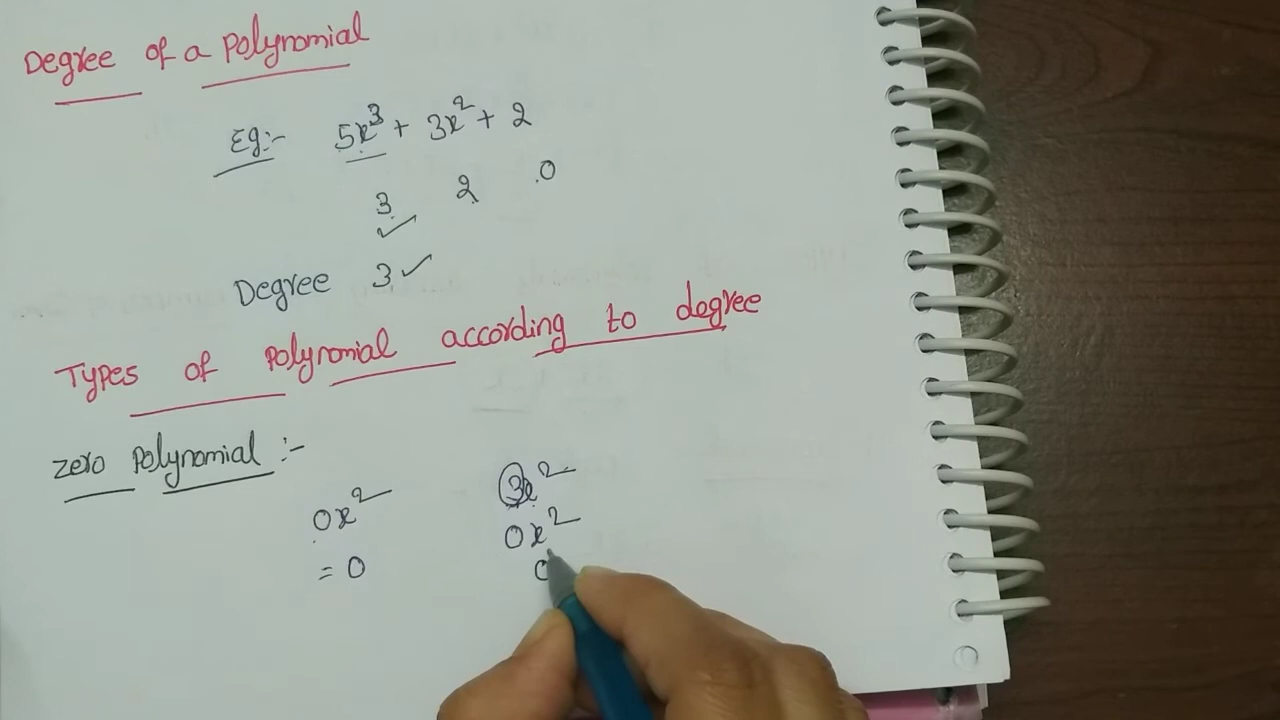 Degree of a Polynomial
Eg:- 5x³ + 3x² + 2
3 2 0
Degree 3
Types of Polynomial according to degree
Zero Polynomial :-
0x² 3x²
0x²
= 0 0